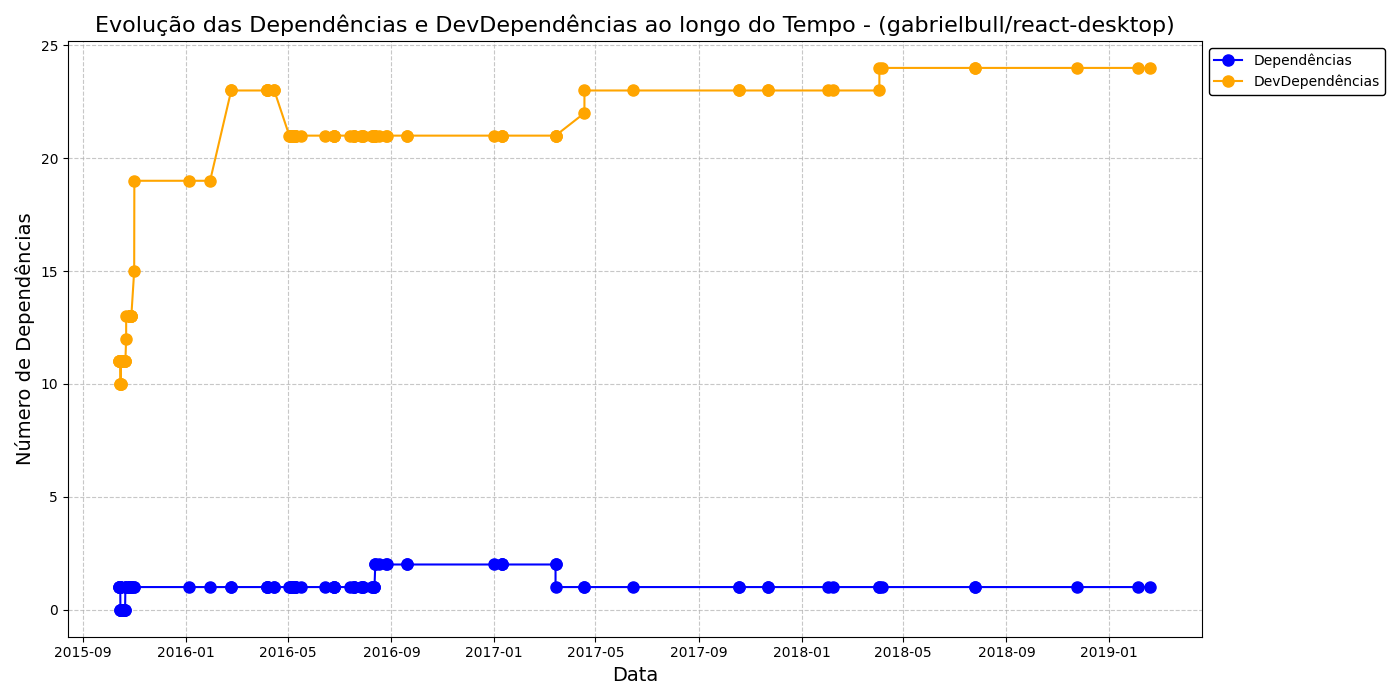 Evolução das Dependências e DevDependências ao longo do Tempo - (gabrielbull/react-desktop)
Dependências
DevDependências
Número de Dependências
25
20
15
10
5
0
2015-09 2016-01 2016-05 2016-09 2017-01 2017-05 2017-09 2018-01 2018-05 2018-09 2019-01
Data